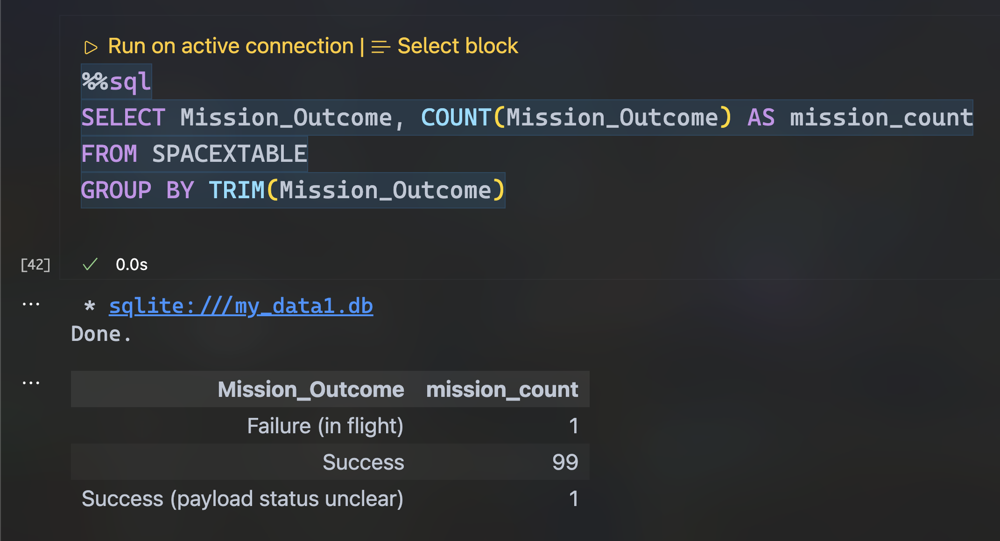 Run on active connection | Select block
%%sql
SELECT Mission_Outcome, COUNT(Mission_Outcome) AS mission_count
FROM SPACEXTABLE
GROUP BY TRIM(Mission_Outcome)
[42] ✓ 0.0s
... * sqlite:///my_data1.db
Done.
...
Mission_Outcome mission_count
Failure (in flight) 1
Success 99
Success (payload status unclear) 1